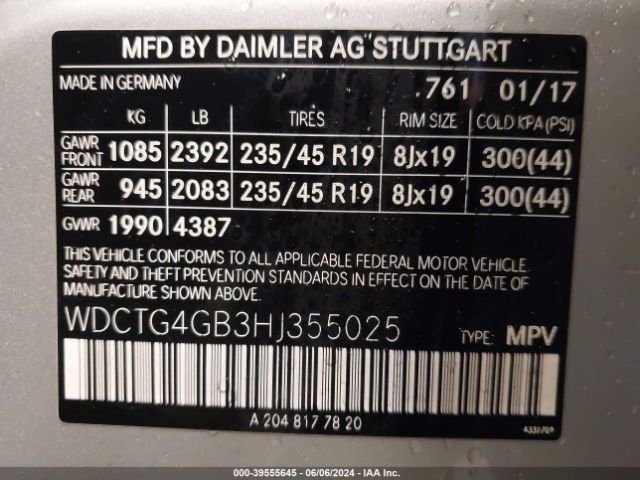 MFD BY DAIMLER AG STUTTGART
MADE IN GERMANY .761 01/17
KG LB TIRES RIM SIZE COLD KPA (PSI)
GAWR FRONT 1085 2392 235/45 R19 8Jx19 300(44)
GAWR REAR 945 2083 235/45 R19 8Jx19 300(44)
GVWR 1990 4387
THIS VEHICLE CONFORMS TO ALL APPLICABLE FEDERAL MOTOR VEHICLE
SAFETY AND THEFT PREVENTION STANDARDS IN EFFECT ON THE DATE
OF MANUFACTURE SHOWN ABOVE.
WDCTG4GB3HJ355025 TYPE: MPV
A 204 817 78 20
000-39555645 - 06/06/2024 - IAA Inc.